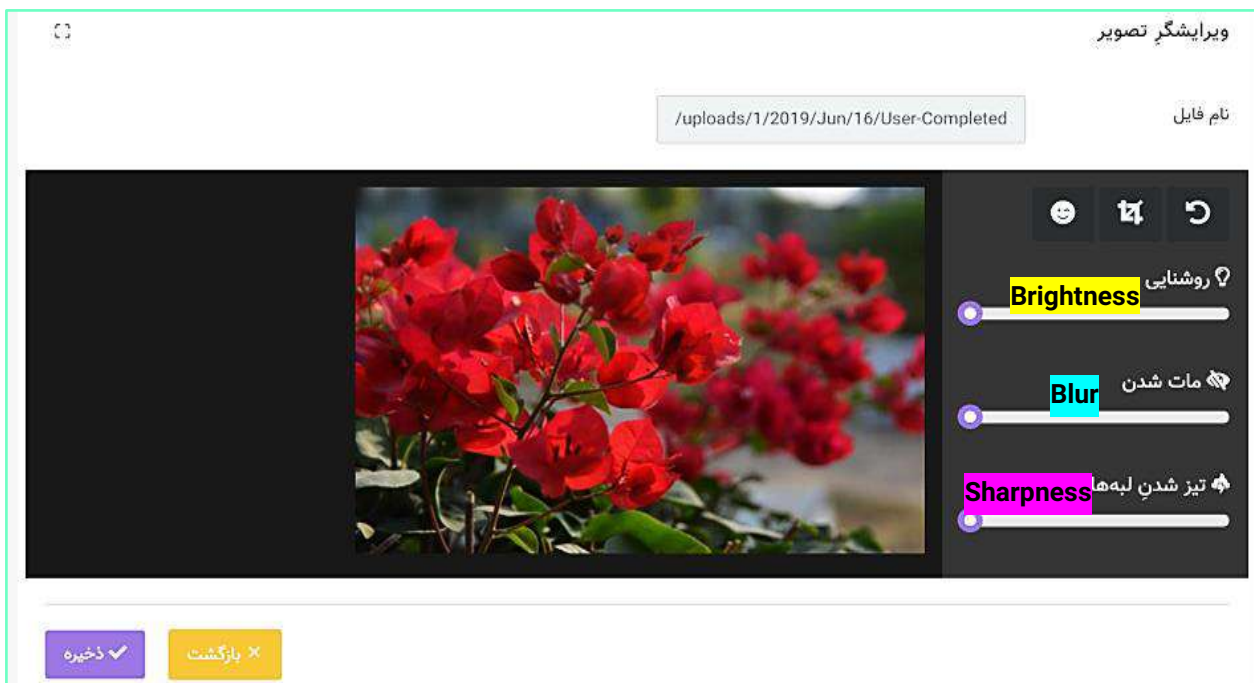 ویرایشگرِ تصویر
نامِ فایل
/uploads/1/2019/Jun/16/User-Completed
روشنایی
Brightness
مات شدن
Blur
تیز شدنِ لبه‌ها
Sharpness
بازگشت
ذخیره